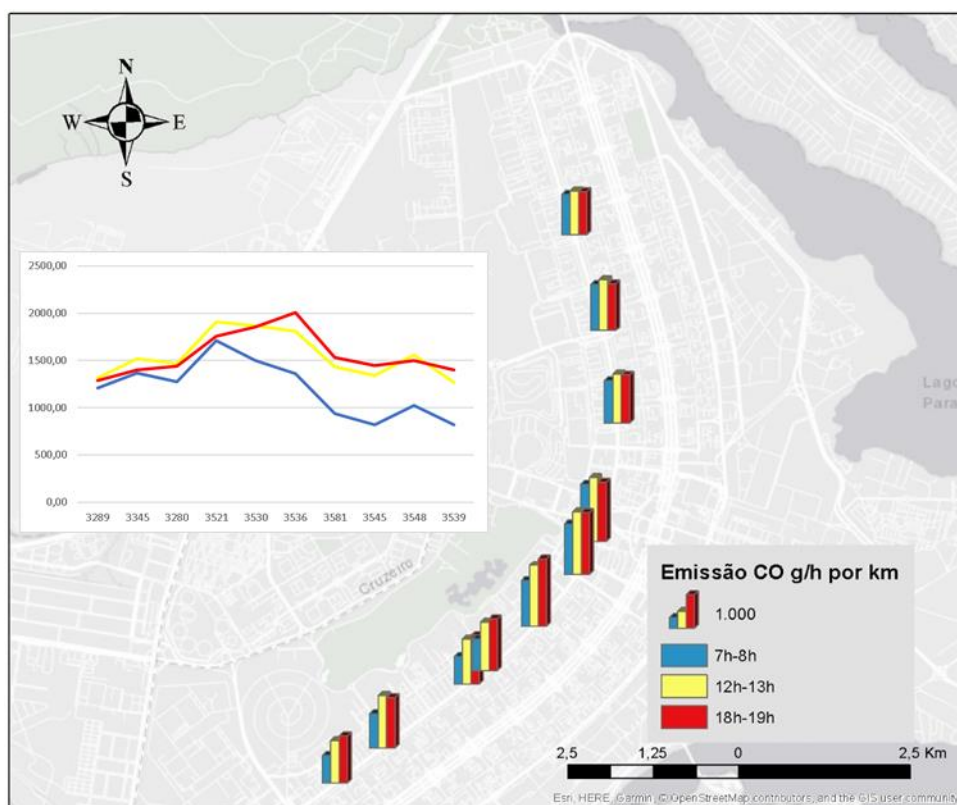 N
W E
S
2500,00
2000,00
1500,00
1000,00
500,00
0,00
3289 3345 3280 3521 3530 3536 3581 3545 3548 3539
Lago
Para
Cruzeiro
Emissão CO g/h por km
1.000
7h-8h
12h-13h
18h-19h
2,5 1,25 0 2,5 Km
Esri, HERE, Garmin, © OpenStreetMap contributors, and the GIS user community